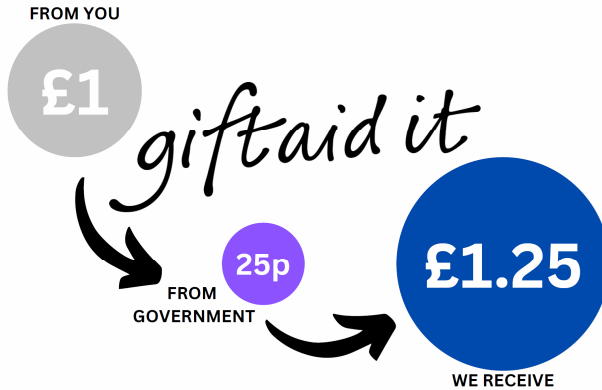 FROM YOU
£1
giftaid it
25p
FROM
GOVERNMENT
£1.25
WE RECEIVE